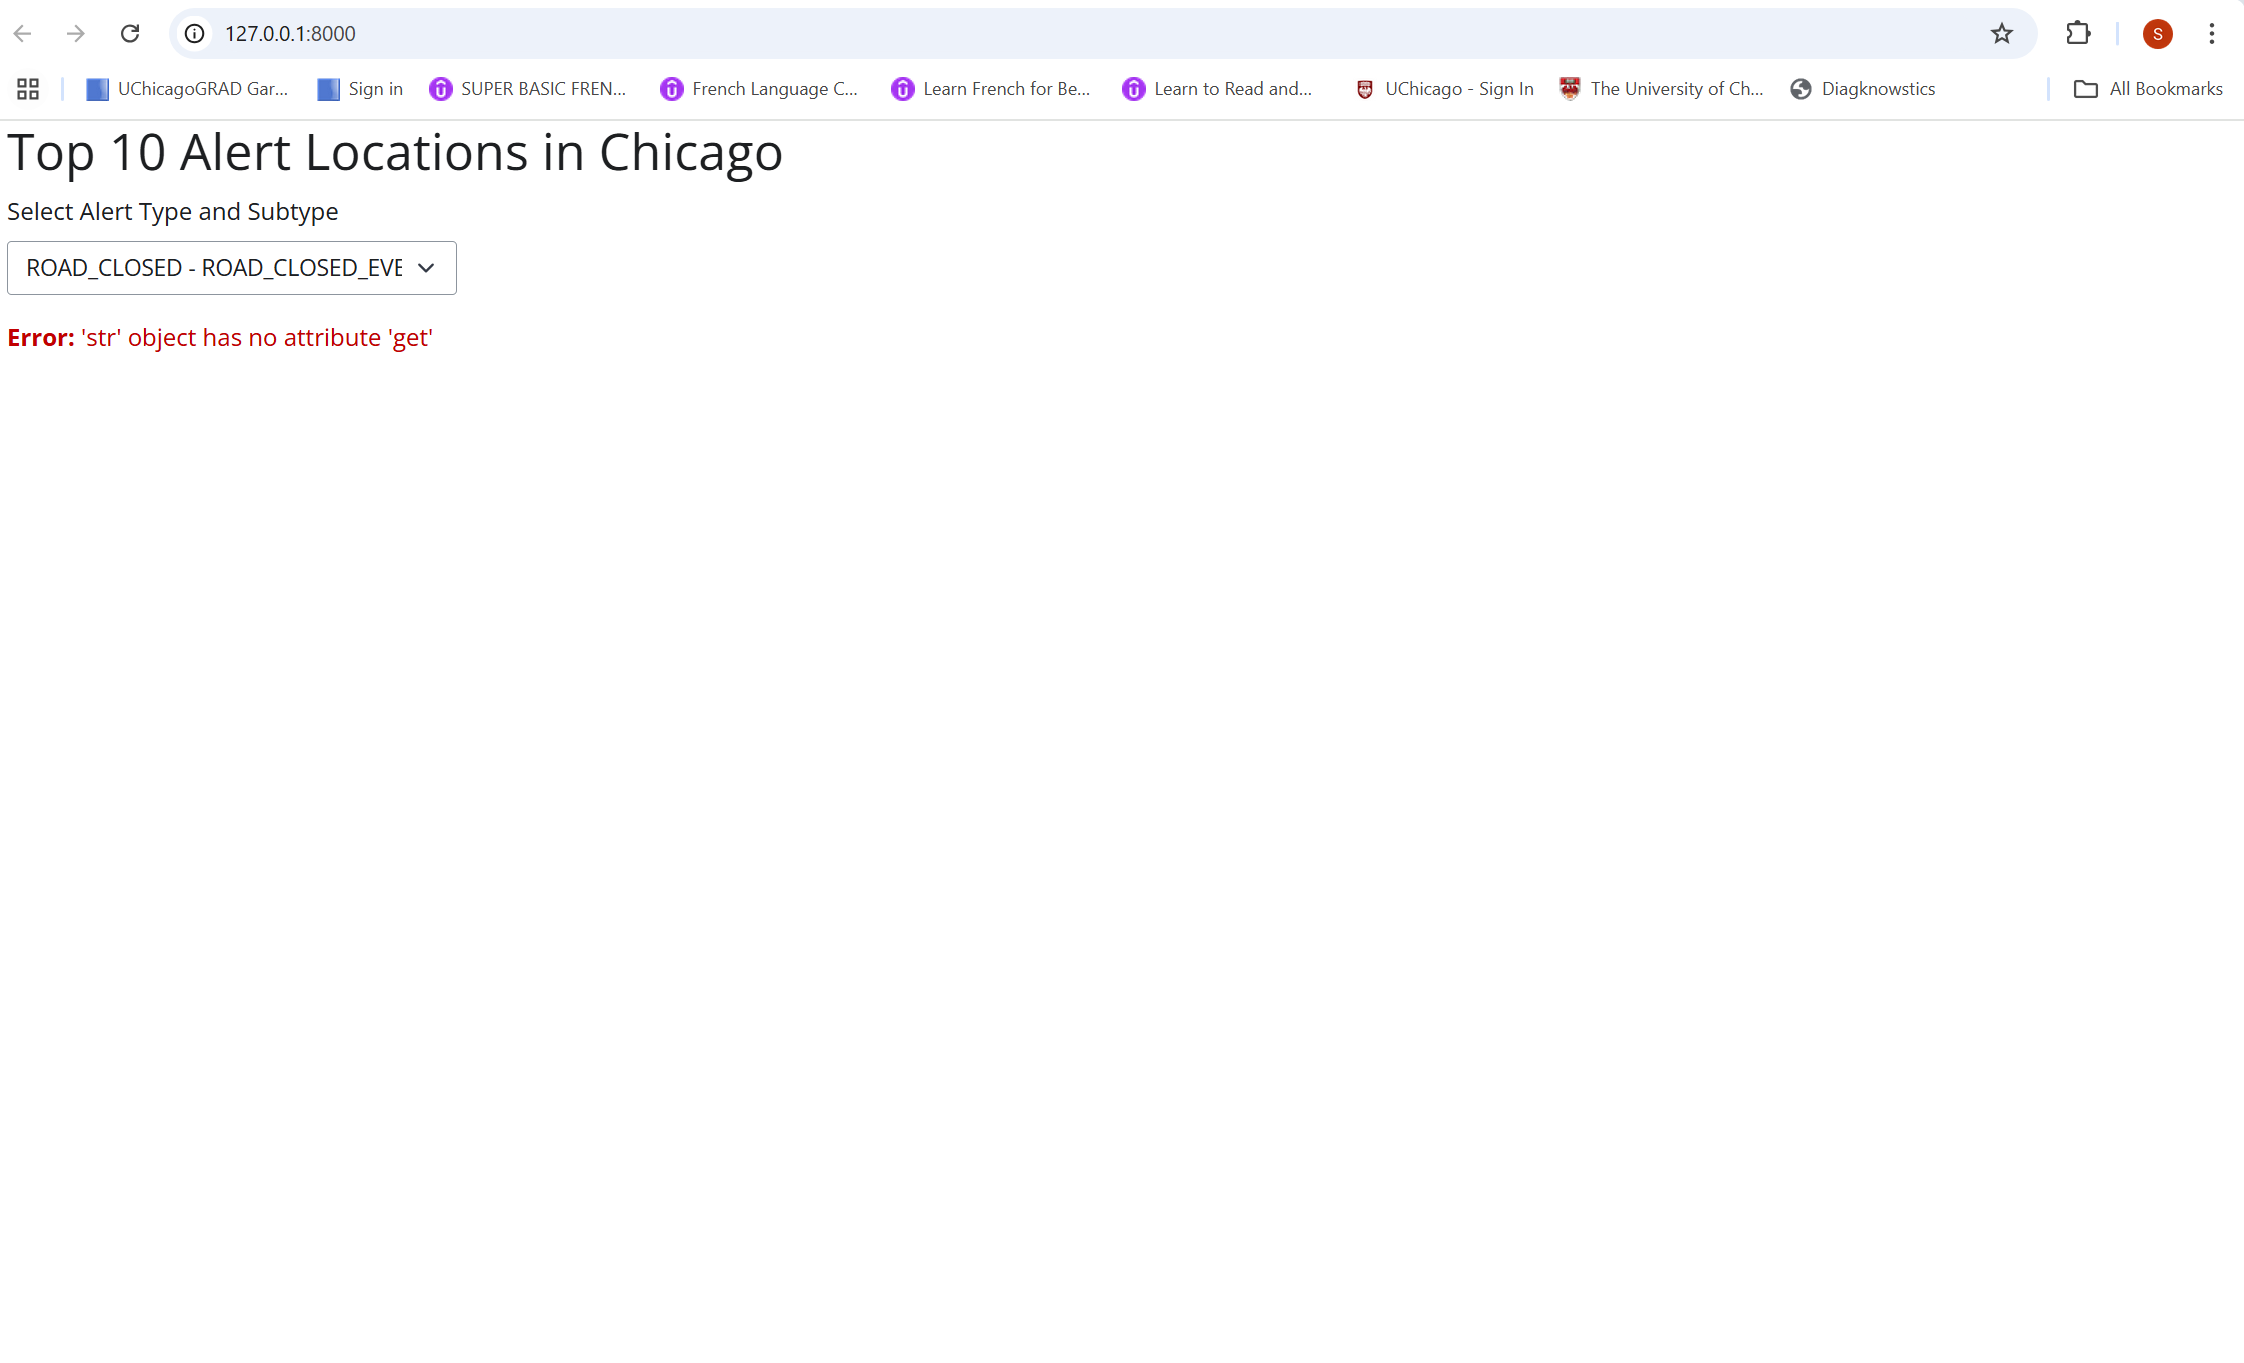 127.0.0.1:8000
UChicagoGRAD Gar... Sign in SUPER BASIC FREN... French Language C... Learn French for Be... Learn to Read and... UChicago - Sign In The University of Ch... Diagknowstics All Bookmarks
Top 10 Alert Locations in Chicago
Select Alert Type and Subtype
ROAD_CLOSED - ROAD_CLOSED_EVE
Error: 'str' object has no attribute 'get'
S